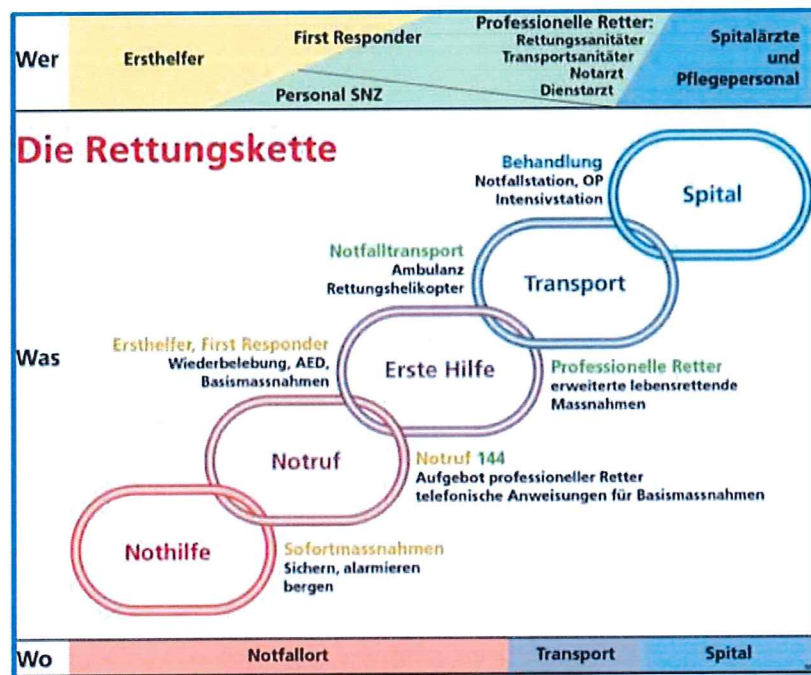 Wer
Ersthelfer
First Responder
Personal SNZ
Professionelle Retter:
Rettungssanitäter
Transportsanitäter
Notarzt
Dienstarzt
Spitalärzte
und
Pflegepersonal
Die Rettungskette
Behandlung
Notfallstation, OP
Intensivstation
Spital
Notfalltransport
Ambulanz
Rettungshelikopter
Transport
Was
Ersthelfer, First Responder
Wiederbelebung, AED,
Basismassnahmen
Erste Hilfe
Professionelle Retter
erweiterte lebensrettende
Massnahmen
Notruf
Notruf 144
Aufgebot professioneller Retter
telefonische Anweisungen für Basismassnahmen
Nothilfe
Sofortmassnahmen
Sichern, alarmieren
bergen
Wo
Notfallort
Transport
Spital